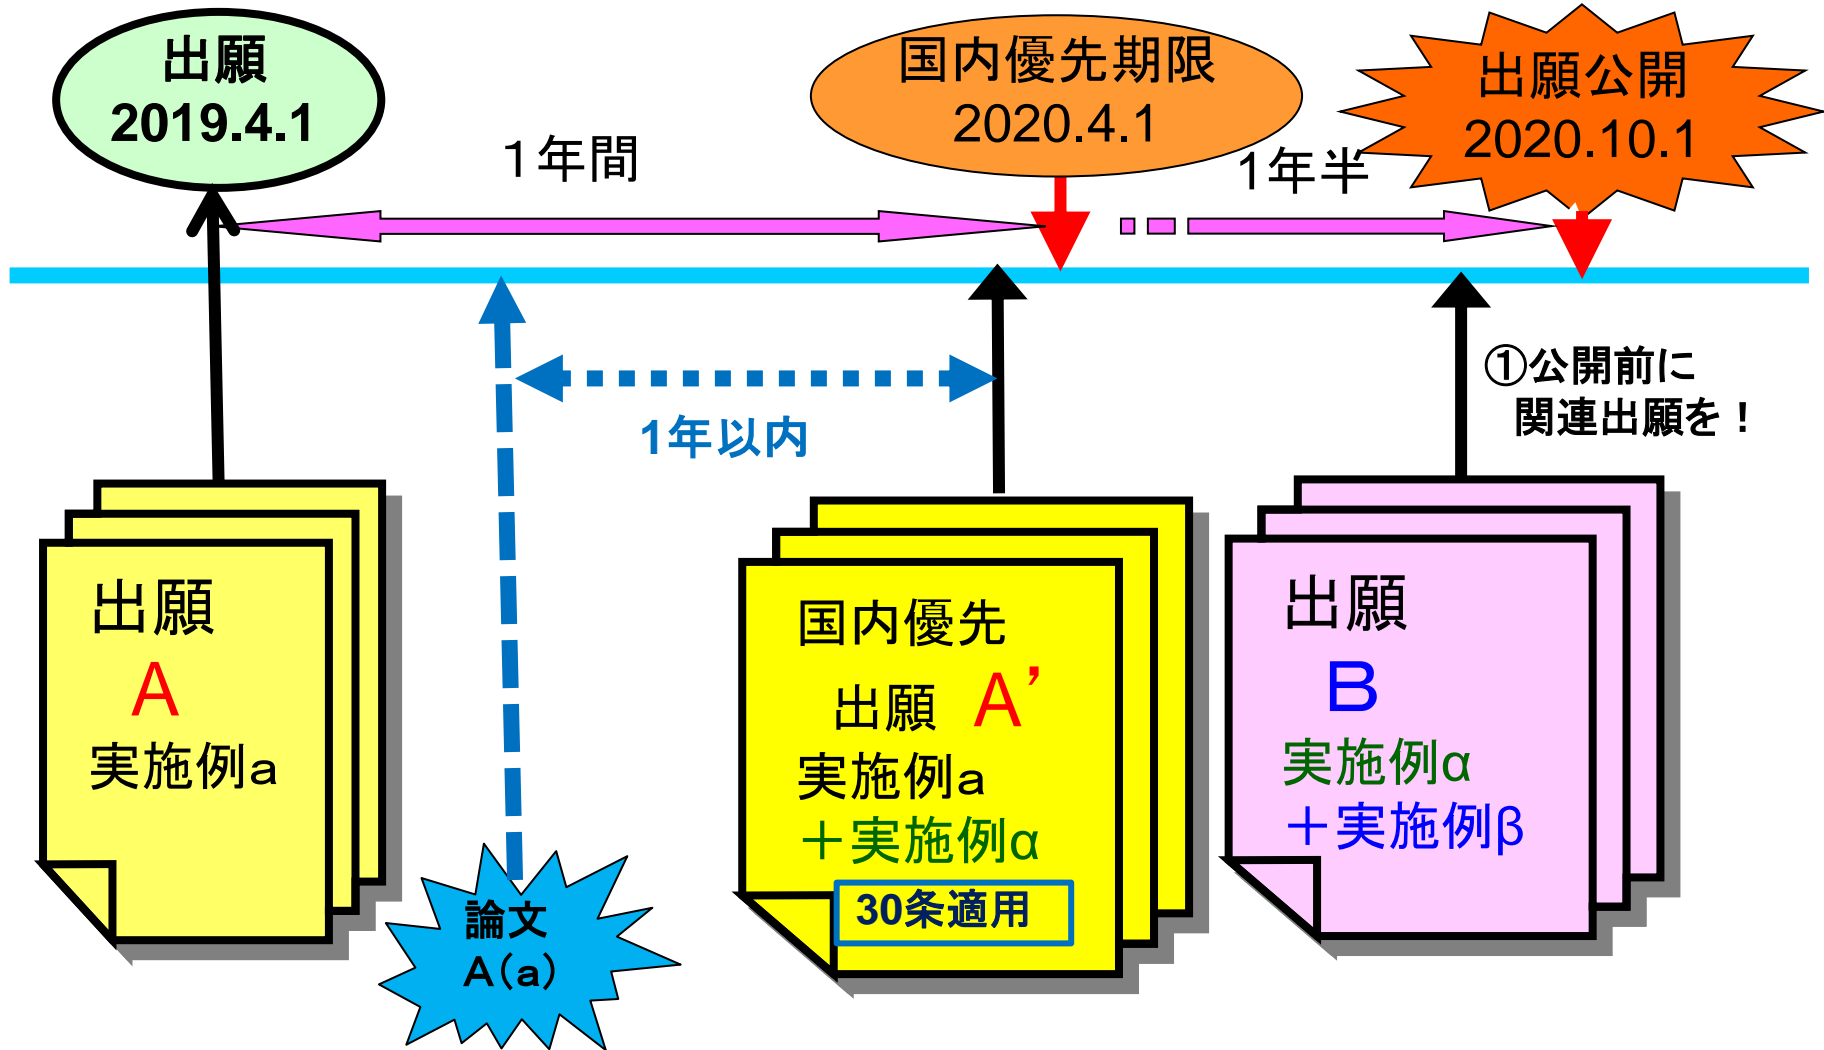 出願
2019.4.1
１年間
国内優先期限
2020.4.1
1年半
出願公開
2020.10.1
1年以内
①公開前に
関連出願を！
出願
A
実施例a
論文
A(a)
国内優先
出願 A’
実施例a
＋実施例α
30条適用
出願
B
実施例α
＋実施例β